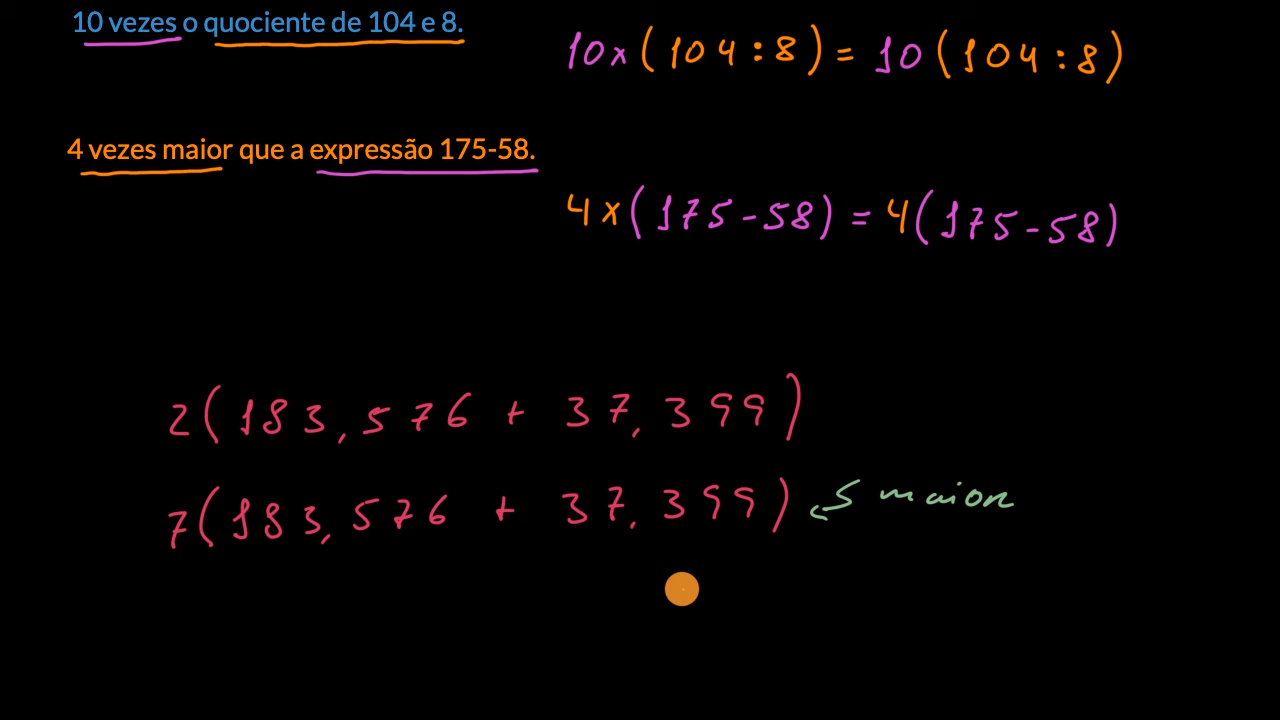 10 vezes o quociente de 104 e 8.
10x(104:8) = 10(104:8)
4 vezes maior que a expressão 175-58.
4x(175-58) = 4(175-58)
2(183,576 + 37,399)
7(183,576 + 37,399) maior